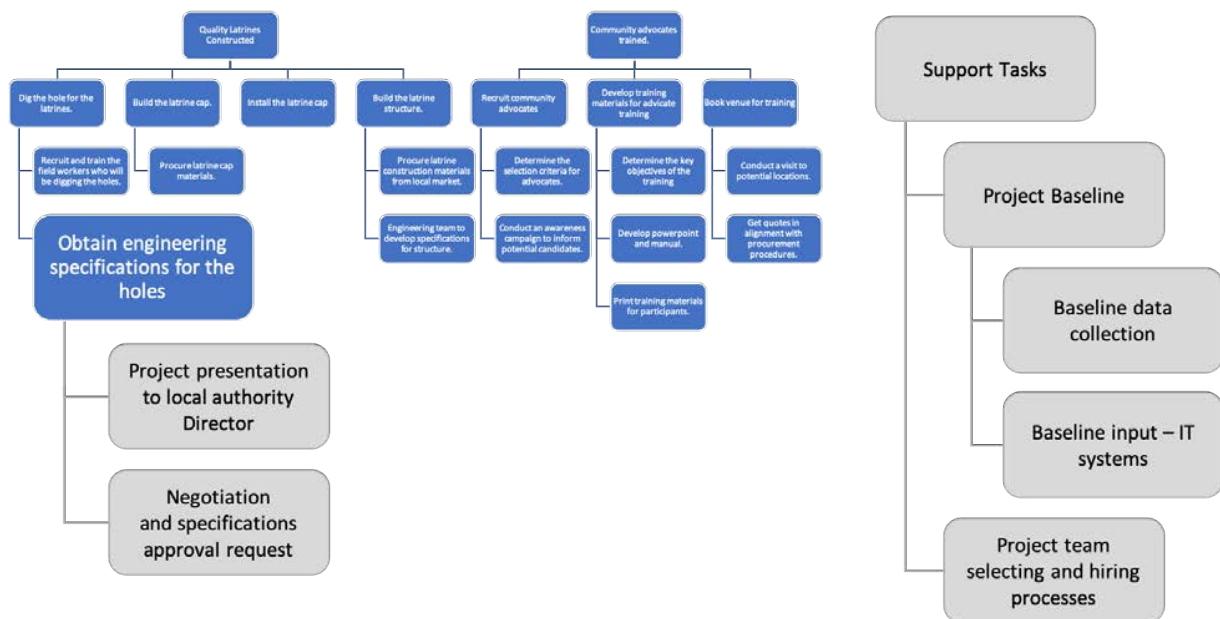 Quality Latrines
Constructed
Community advocates
trained.
Support Tasks
Dig the hole for the
latrines.
Build the latrine cap.
Install the latrine cap
Build the latrine
structure.
Recruit community
advocates
Develop training
materials for advicate
training
Book venue for training
Recruit and train the
field workers who will
be digging the holes.
Procure latrine cap
materials.
Procure latrine
construction materials
from local market.
Determine the
selection criteria for
advocates.
Determine the key
objectives of the
training
Conduct a visit to
potential locations.
Project Baseline
Obtain engineering
specifications for the
holes
Engineering team to
develop specifications
for structure.
Conduct an awareness
campaign to inform
potential candidates.
Develop powerpoint
and manual.
Get quotes in
alignment with
procurement
procedures.
Print training materials
for participants.
Baseline data
collection
Project presentation
to local authority
Director
Baseline input – IT
systems
Negotiation
and specifications
approval request
Project team
selecting and hiring
processes